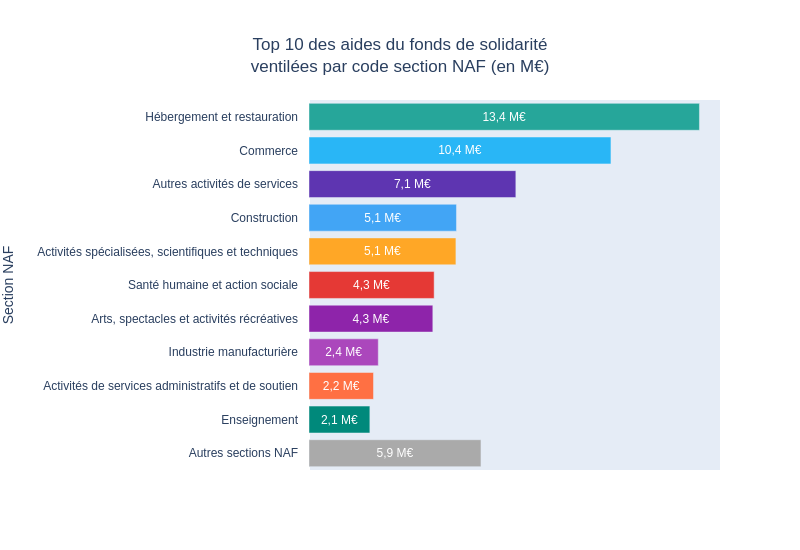 Top 10 des aides du fonds de solidarité
ventilées par code section NAF (en M€)
Section NAF
Hébergement et restauration 13,4 M€
Commerce 10,4 M€
Autres activités de services 7,1 M€
Construction 5,1 M€
Activités spécialisées, scientifiques et techniques 5,1 M€
Santé humaine et action sociale 4,3 M€
Arts, spectacles et activités récréatives 4,3 M€
Industrie manufacturière 2,4 M€
Activités de services administratifs et de soutien 2,2 M€
Enseignement 2,1 M€
Autres sections NAF 5,9 M€